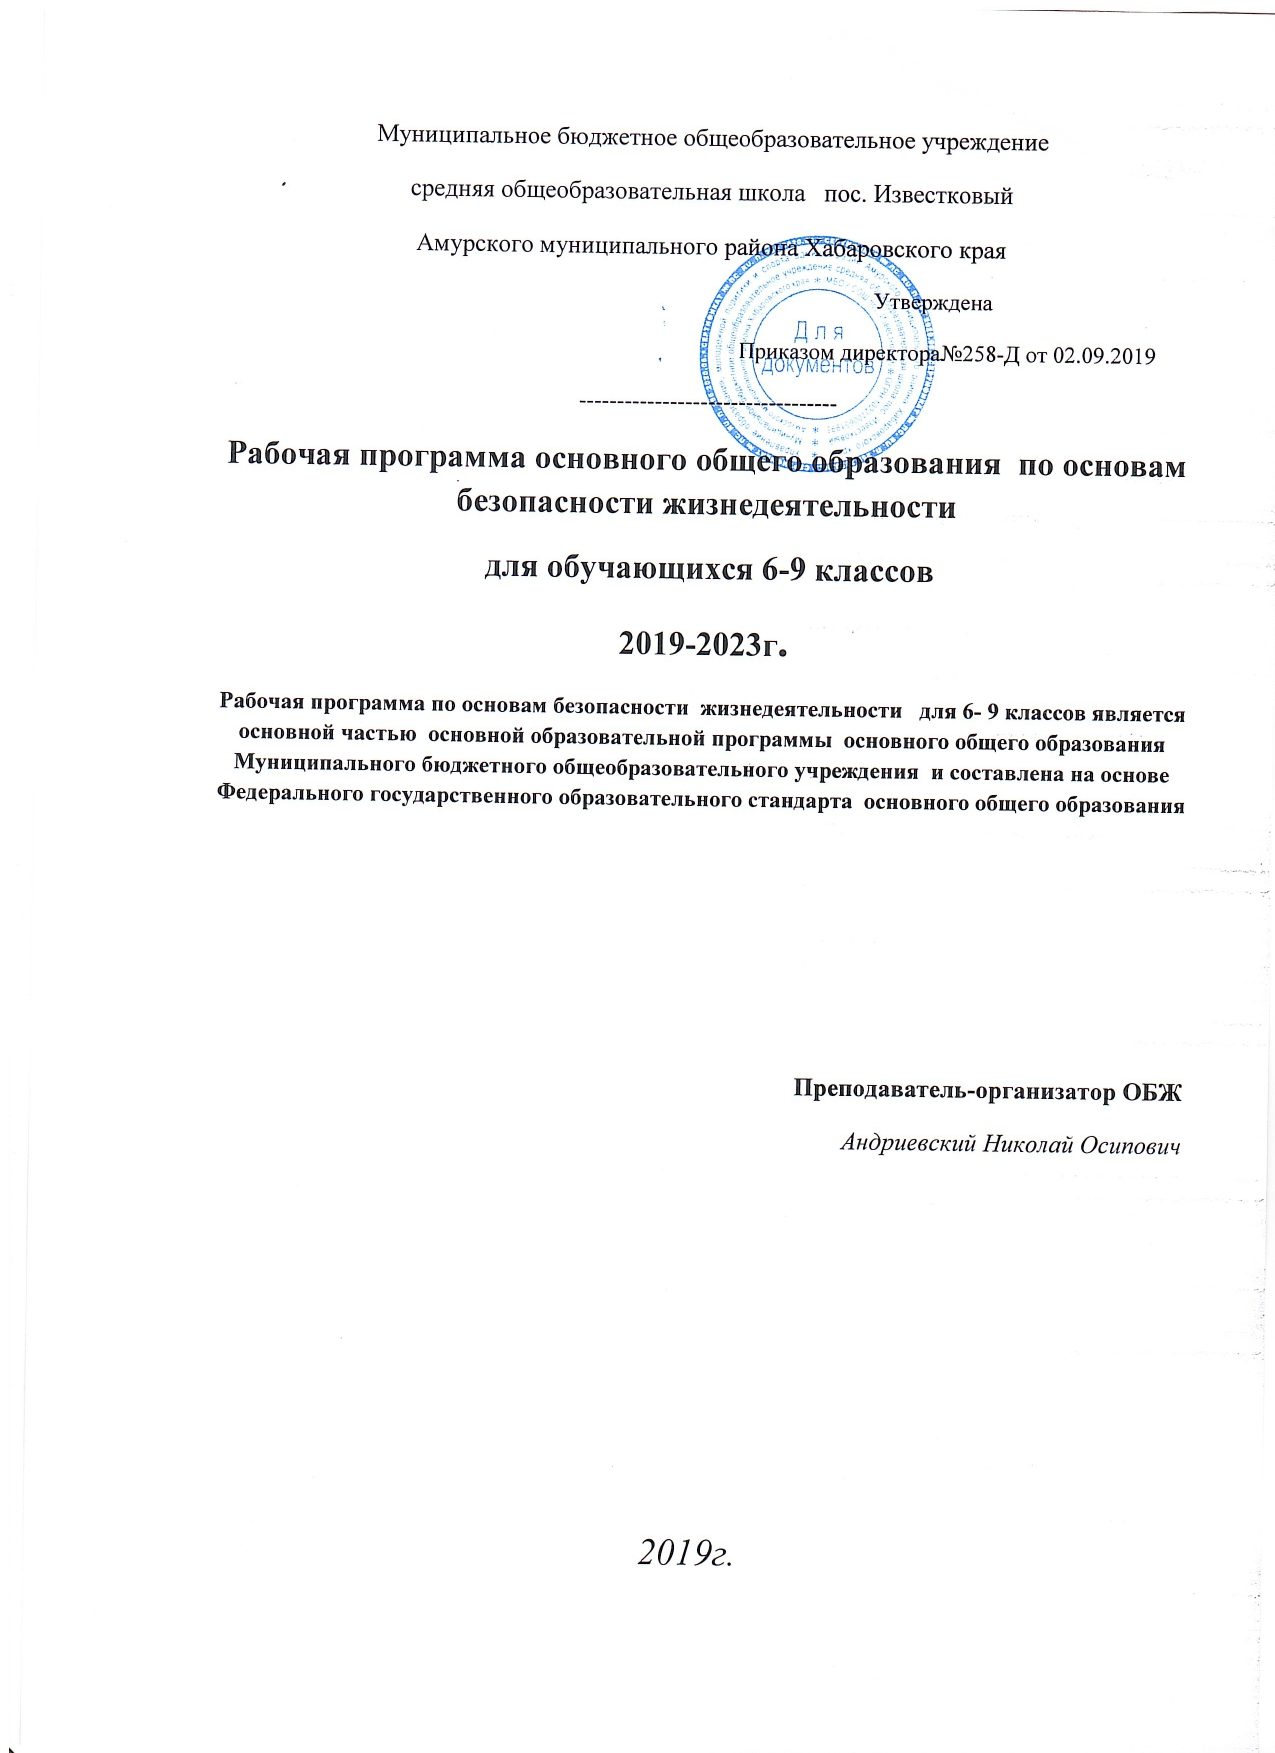 Муниципальное бюджетное общеобразовательное учреждение
средняя общеобразовательная школа пос. Известковый
Амурского муниципального района Хабаровского края
Утверждена
Приказом директора№258-Д от 02.09.2019
Для
документов
----------------------------------
Рабочая программа основного общего образования по основам
безопасности жизнедеятельности
для обучающихся 6-9 классов
2019-2023г.
Рабочая программа по основам безопасности жизнедеятельности для 6- 9 классов является
основной частью основной образовательной программы основного общего образования
Муниципального бюджетного общеобразовательного учреждения и составлена на основе
Федерального государственного образовательного стандарта основного общего образования
Преподаватель-организатор ОБЖ
Андриевский Николай Осипович
2019г.